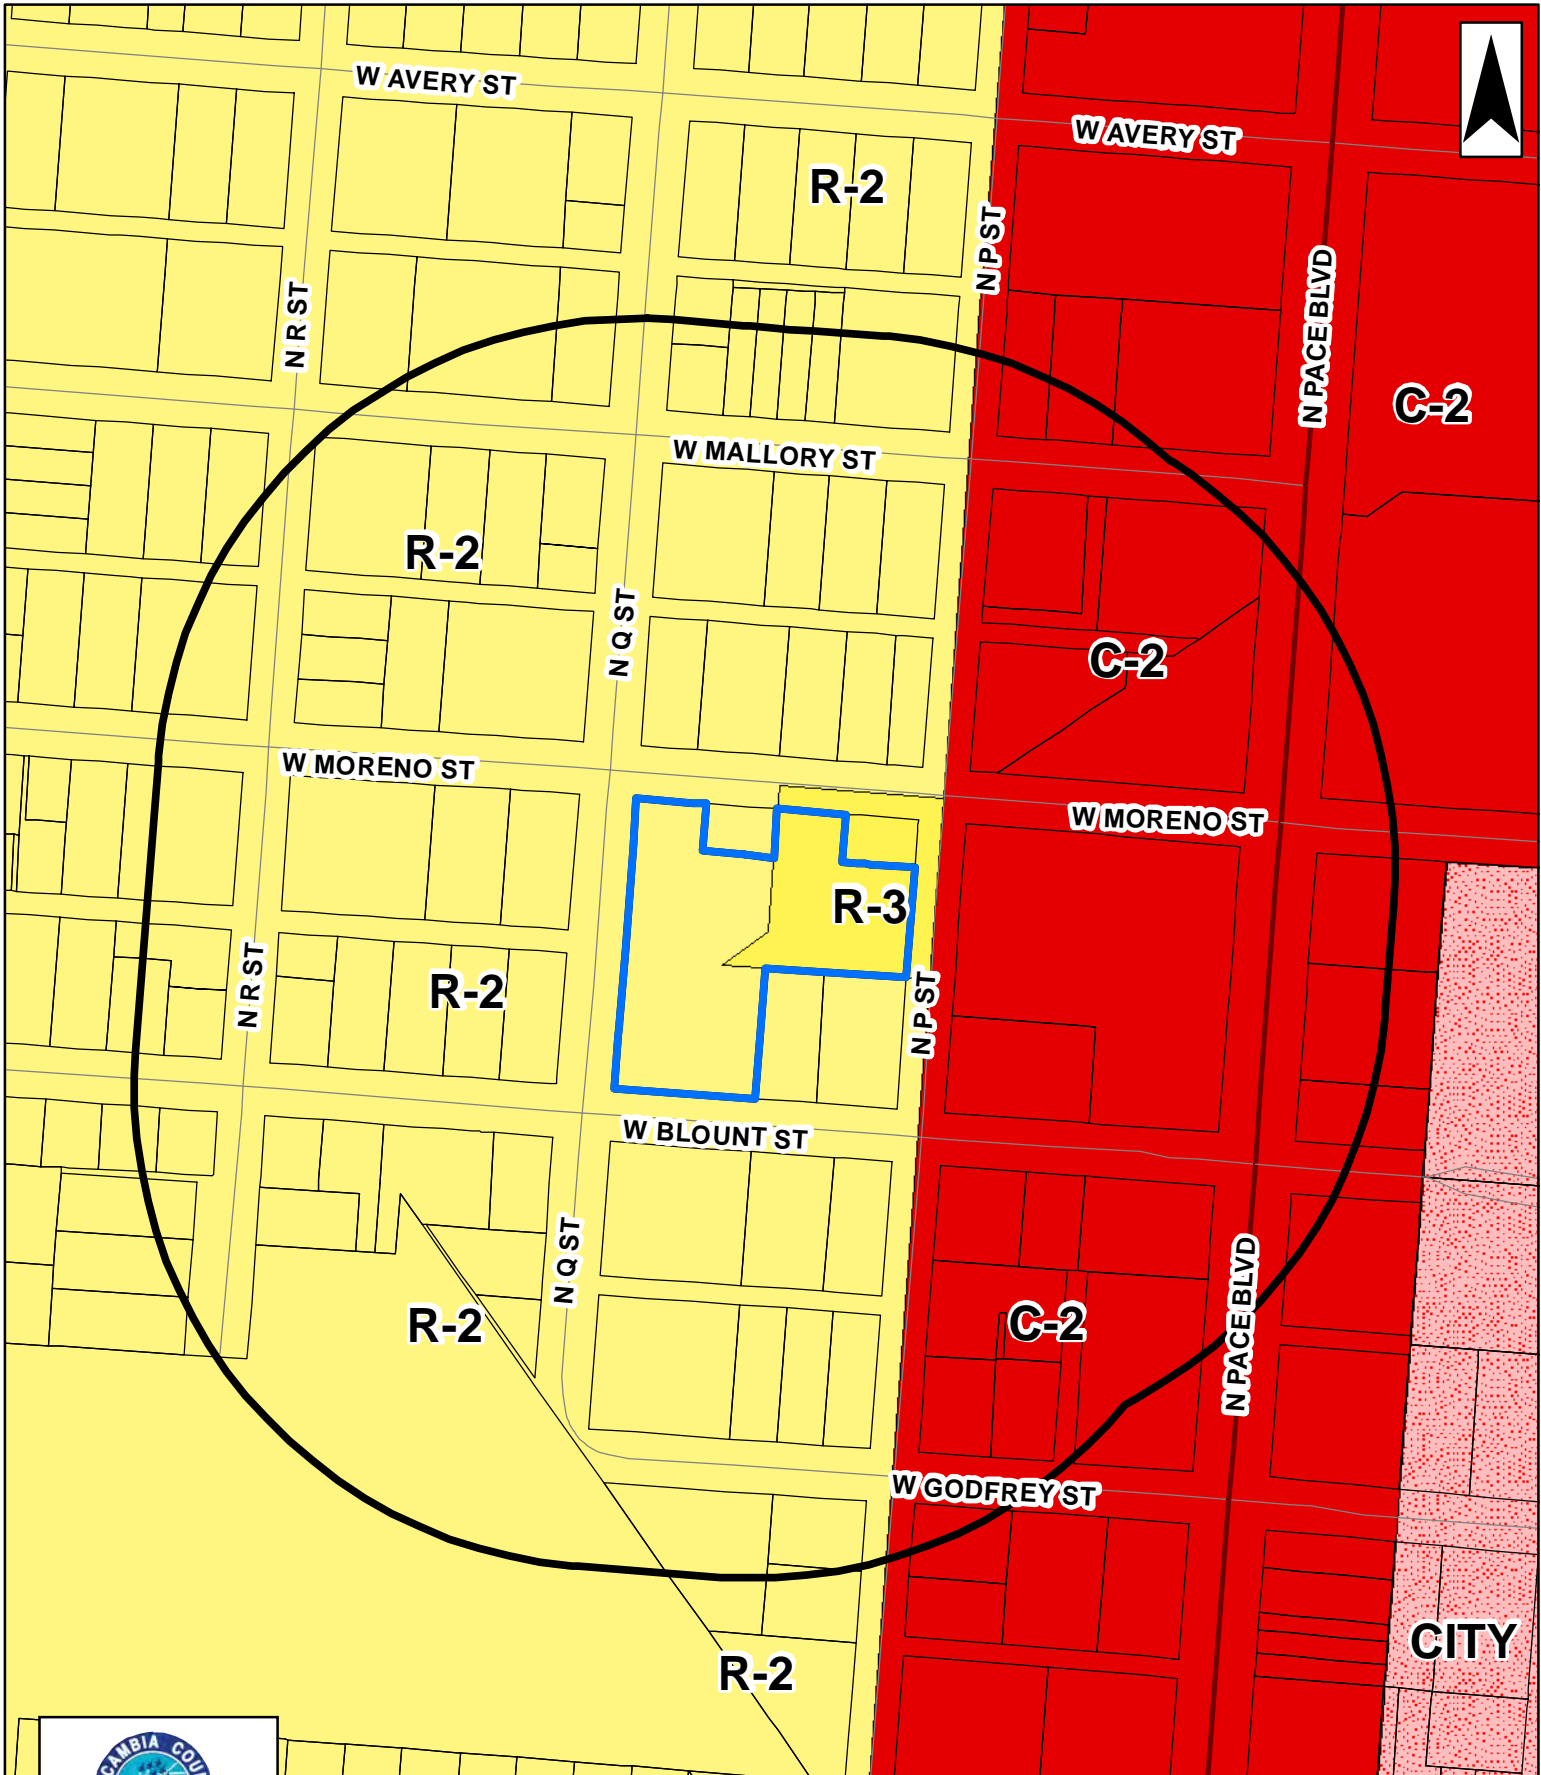 W AVERY ST
W AVERY ST
R-2
N P ST
N R ST
N PACE BLVD
C-2
W MALLORY ST
R-2
N Q ST
C-2
W MORENO ST
W MORENO ST
R-3
R-2
N R ST
N P ST
W BLOUNT ST
N Q ST
R-2
C-2
N PACE BLVD
W GODFREY ST
CITY
R-2